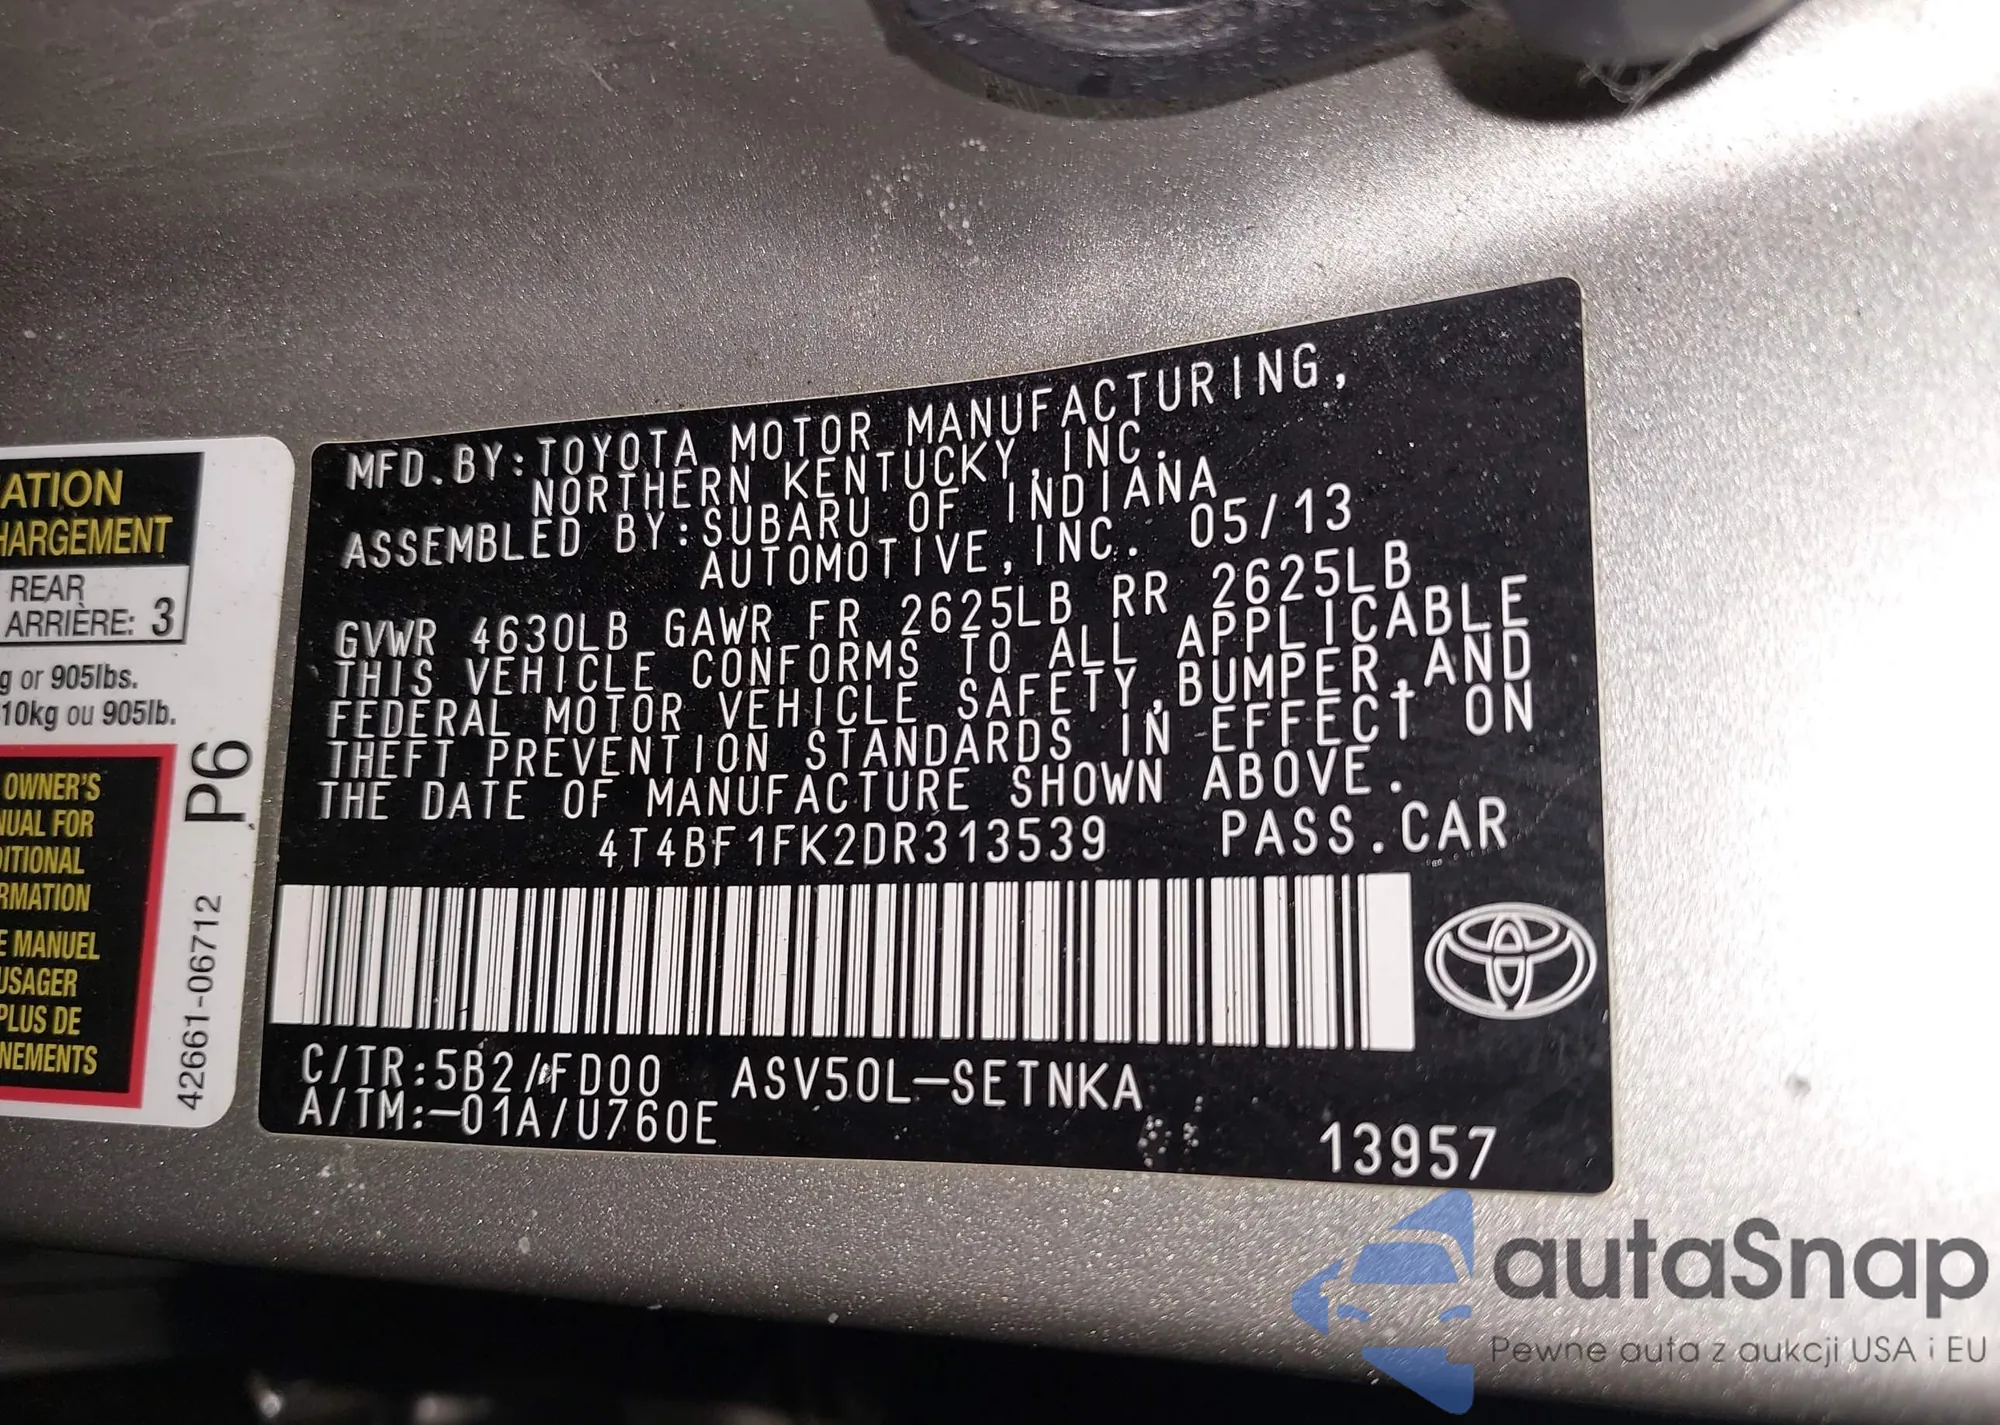 MFD.BY:TOYOTA MOTOR MANUFACTURING,
NORTHERN KENTUCKY,INC.
ASSEMBLED BY:SUBARU OF INDIANA
AUTOMOTIVE,INC. 05/13
GVWR 4630LB GAWR FR 2625LB RR 2625LB
THIS VEHICLE CONFORMS TO ALL APPLICABLE
FEDERAL MOTOR VEHICLE SAFETY,BUMPER,AND
THEFT PREVENTION STANDARDS IN EFFECT ON
THE DATE OF MANUFACTURE SHOWN ABOVE.
4T4BF1FK2DR313539 PASS.CAR
C/TR:5B2/FD00 ASV50L-SETNKA
A/TM:-01A/U760E
13957
ATION
HARGEMENT
REAR
ARRIÈRE: 3
g or 905lbs.
10kg ou 905lb.
OWNER'S
NUAL FOR
DITIONAL
RMATION
E MANUEL
USAGER
PLUS DE
NEMENTS
P6
42661-06712
autaSnap
Pewne auta z aukcji USA i EU